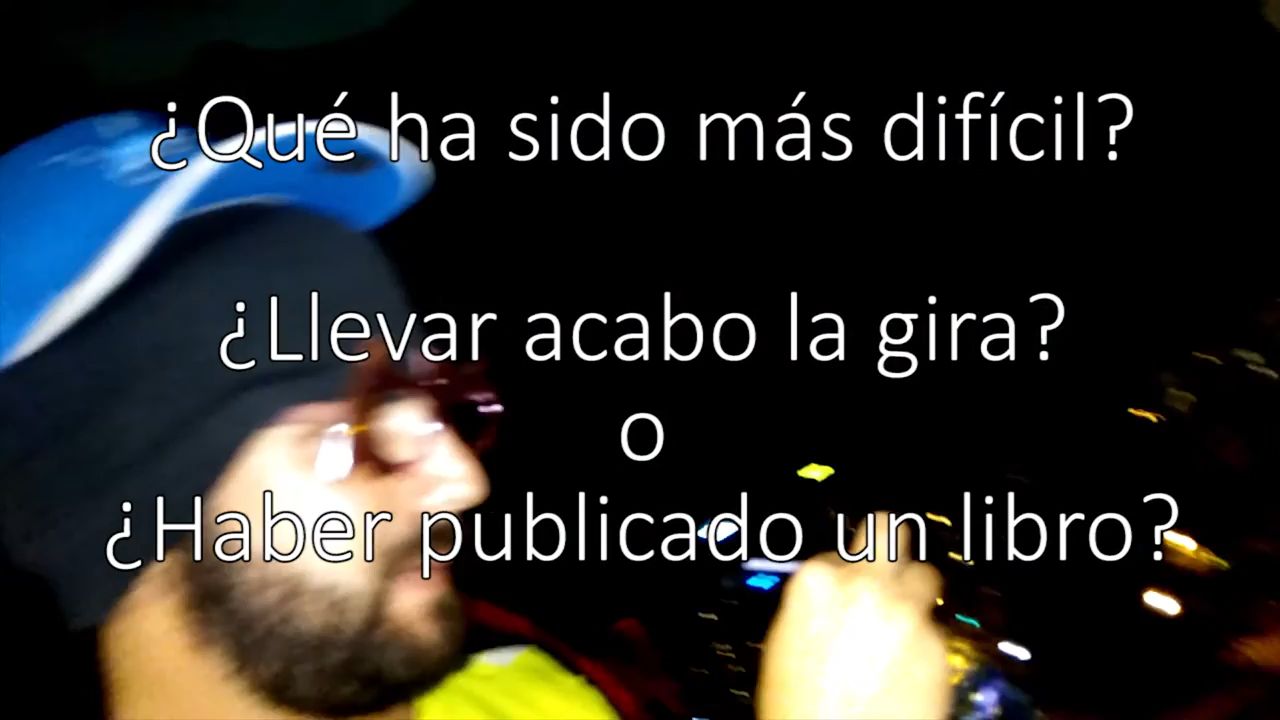 ¿Qué ha sido más difícil?
¿Llevar acabo la gira?
o
¿Haber publicado un libro?